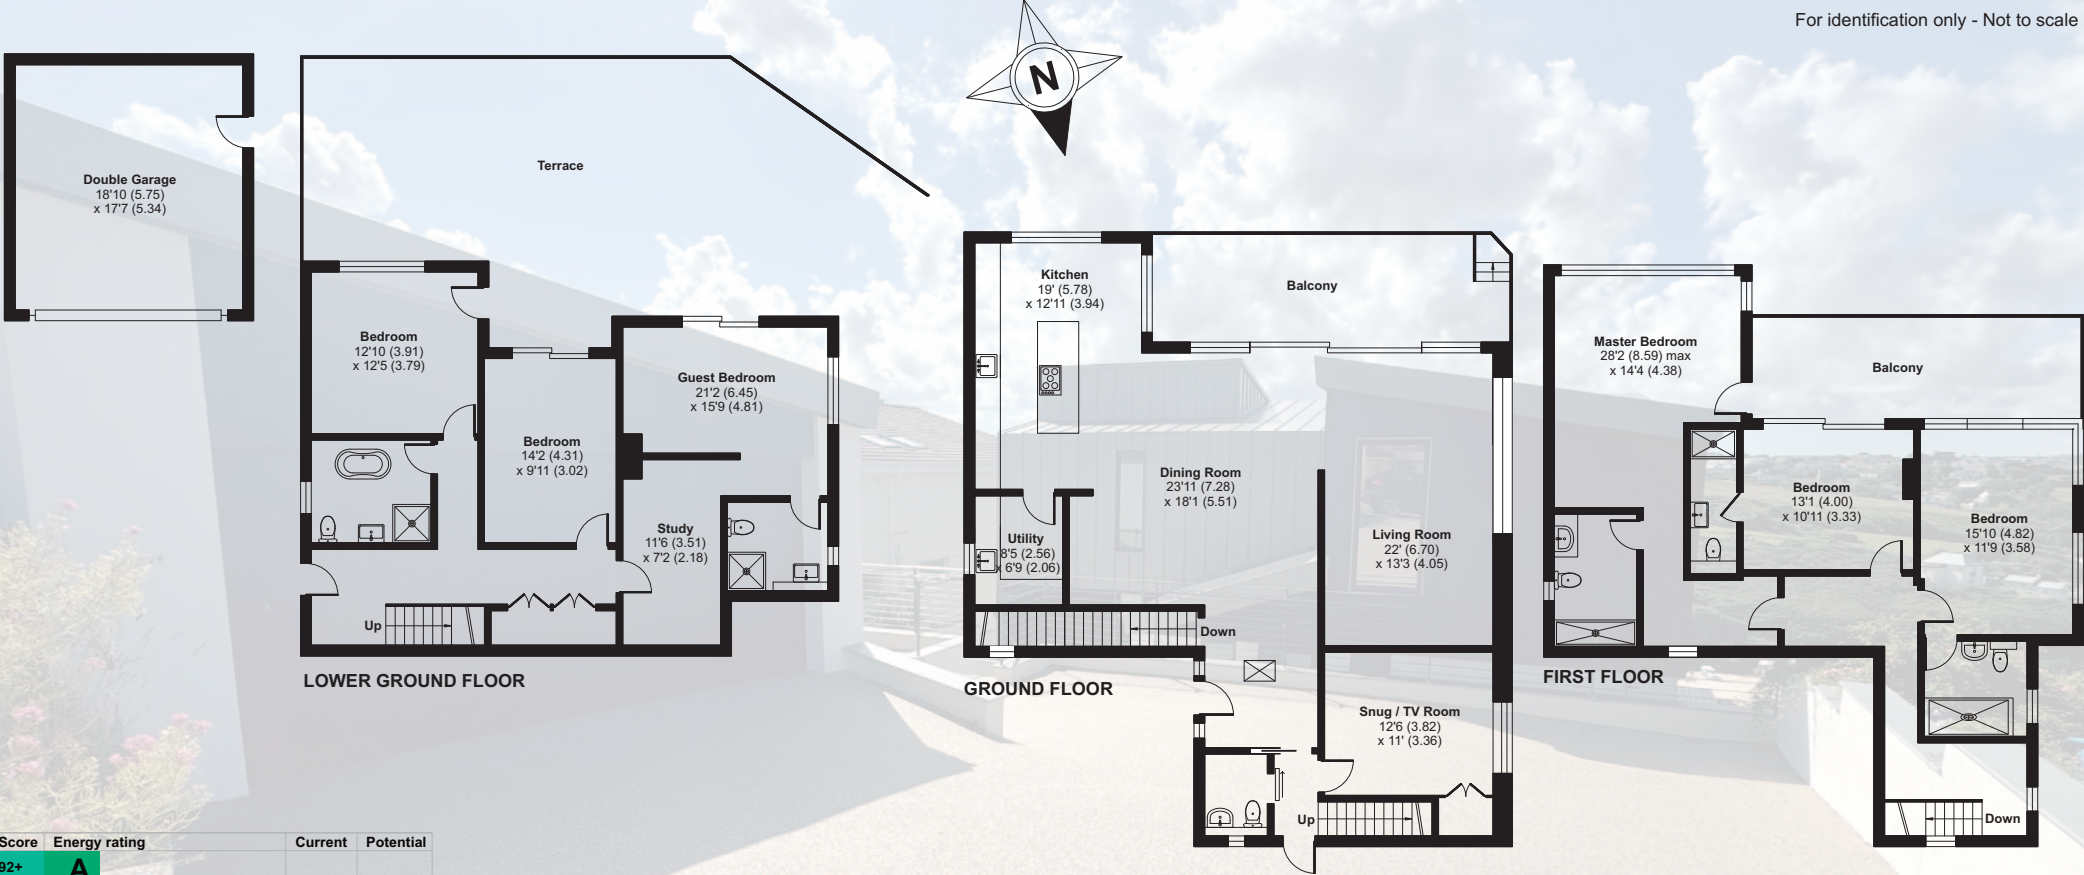 For identification only - Not to scale
N
Double Garage
18'10 (5.75)
x 17'7 (5.34)
Terrace
Bedroom
12'10 (3.91)
x 12'5 (3.79)
Bedroom
14'2 (4.31)
x 9'11 (3.02)
Guest Bedroom
21'2 (6.45)
x 15'9 (4.81)
Study
11'6 (3.51)
x 7'2 (2.18)
Up
LOWER GROUND FLOOR
Kitchen
19' (5.78)
x 12'11 (3.94)
Balcony
Dining Room
23'11 (7.28)
x 18'1 (5.51)
Utility
8'5 (2.56)
x 6'9 (2.06)
Living Room
22' (6.70)
x 13'3 (4.05)
Down
Snug / TV Room
12'6 (3.82)
x 11' (3.36)
Up
GROUND FLOOR
Master Bedroom
28'2 (8.59) max
x 14'4 (4.38)
Balcony
Bedroom
13'1 (4.00)
x 10'11 (3.33)
Bedroom
15'10 (4.82)
x 11'9 (3.58)
Down
FIRST FLOOR
Score Energy rating Current Potential
92+ A